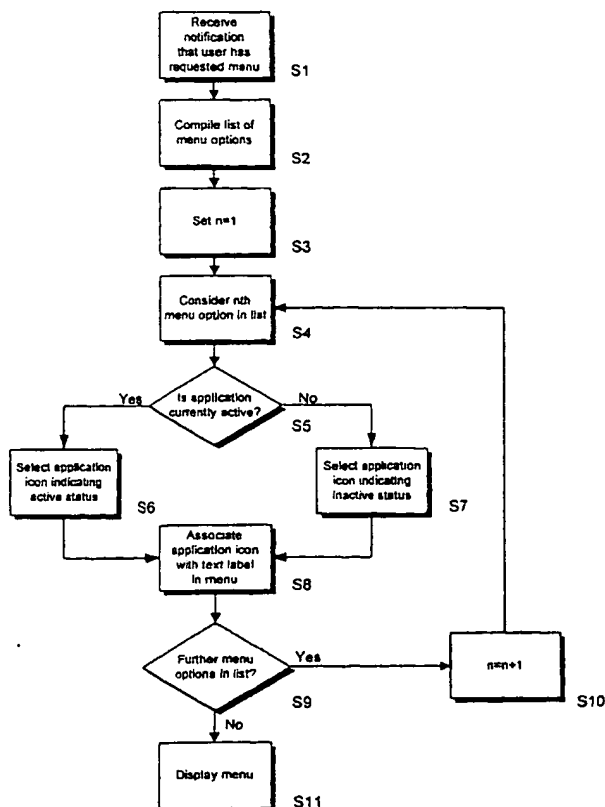 Receive
notification
that user has
requested menu
S1
Compile list of
menu options
S2
Set n=1
S3
Consider nth
menu option in list
S4
Is application
currently active?
Yes
No
S5
Select application
icon indicating
active status
S6
Select application
icon indicating
inactive status
S7
Associate
application icon
with text label
in menu
S8
Further menu
options in list?
Yes
S9
n=n+1
S10
No
Display menu
S11